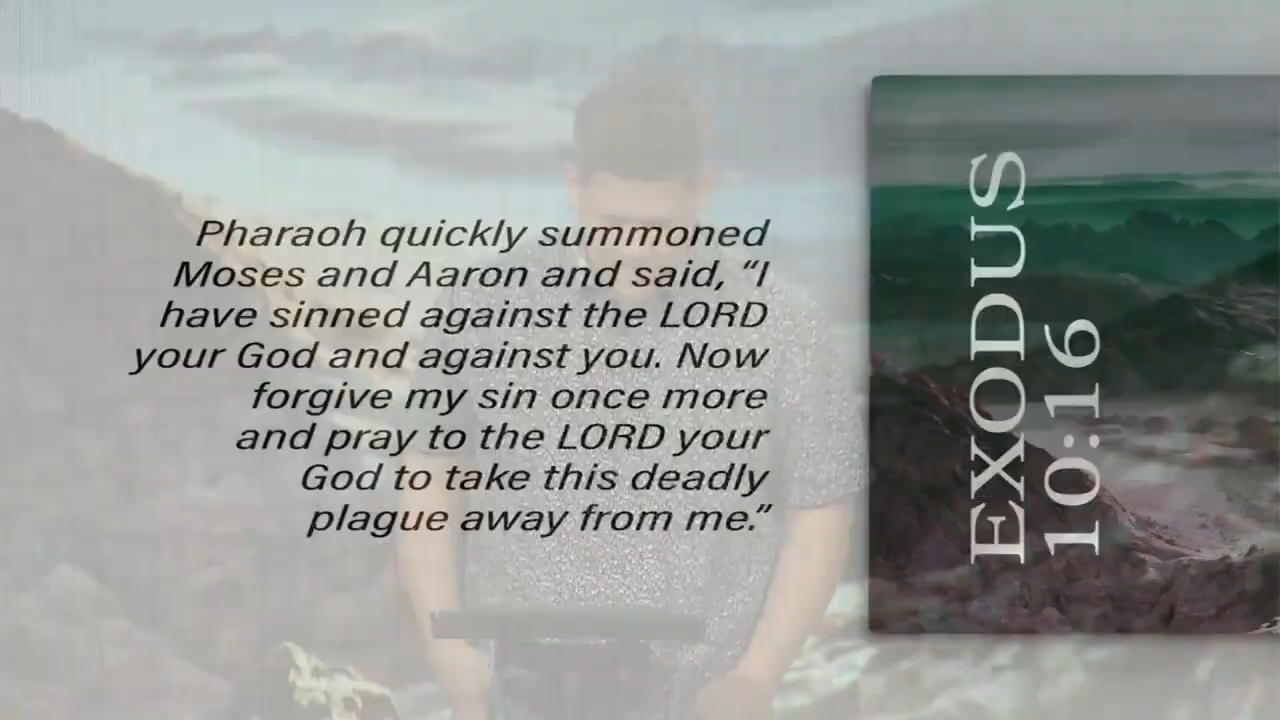 Pharaoh quickly summoned
Moses and Aaron and said, “I
have sinned against the LORD
your God and against you. Now
forgive my sin once more
and pray to the LORD your
God to take this deadly
plague away from me.”
EXODUS
10:16